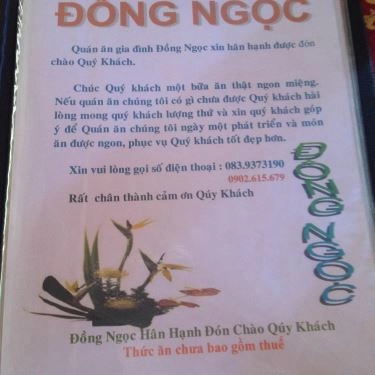 ĐỒNG NGỌC
Quán ăn gia đình Đồng Ngọc xin hân hạnh được đón
chào Quý Khách.
Chúc Quý khách một bữa ăn thật ngon miệng.
Nếu quán ăn chúng tôi có gì chưa được Quý khách hài
lòng mong quý khách lượng thứ và xin quý khách góp
ý để Quán ăn chúng tôi ngày một phát triển và món
ăn được ngon, phục vụ Quý khách tốt đẹp hơn.
Xin vui lòng gọi số điện thoại : 083.9373190
0902.615.679
Rất chân thành cảm ơn Qúy Khách
ĐỒNG NGỌC
Đồng Ngọc Hân Hạnh Đón Chào Qúy Khách
Thức ăn chưa bao gồm thuế